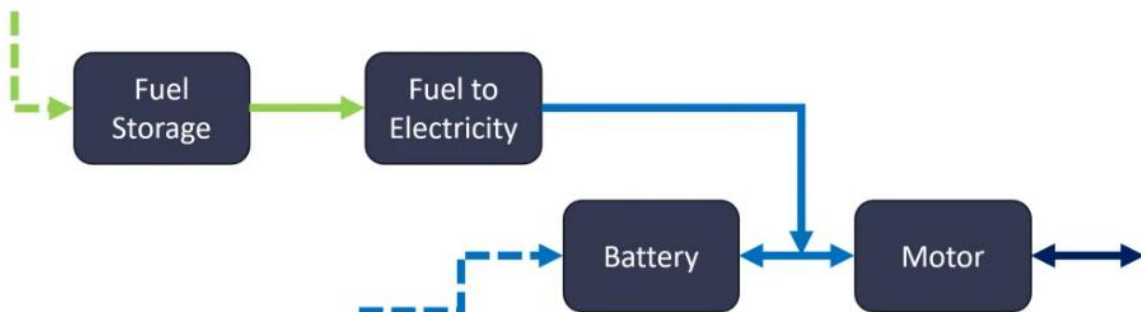 Fuel
Storage
Fuel to
Electricity
Battery
Motor